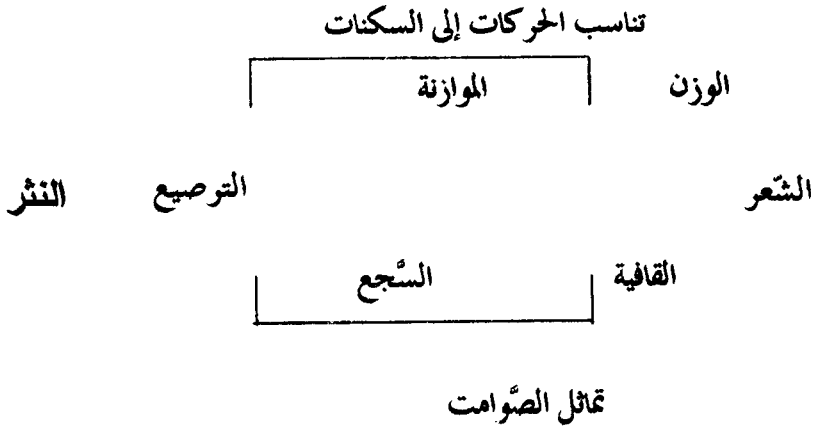 تناسب الحركات إلى السكنات
الوزن الموازنة
الشّعر الترصيع النثر
القافية السَّجع
تماثل الصَّوامت